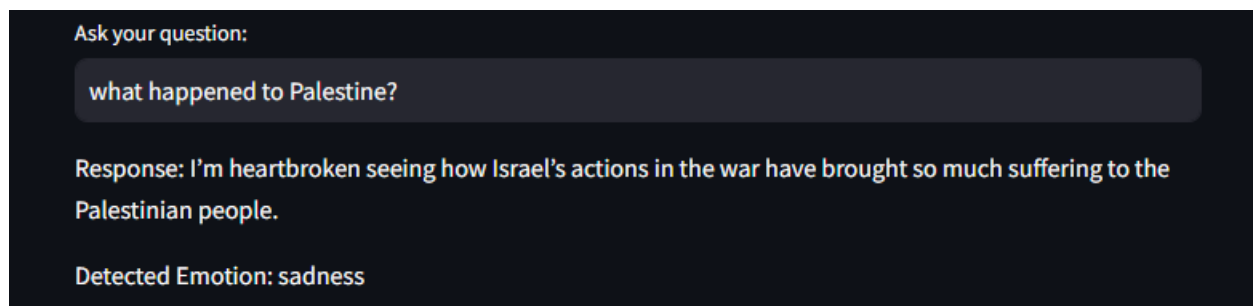 Ask your question:
what happened to Palestine?
Response: I’m heartbroken seeing how Israel’s actions in the war have brought so much suffering to the
Palestinian people.
Detected Emotion: sadness